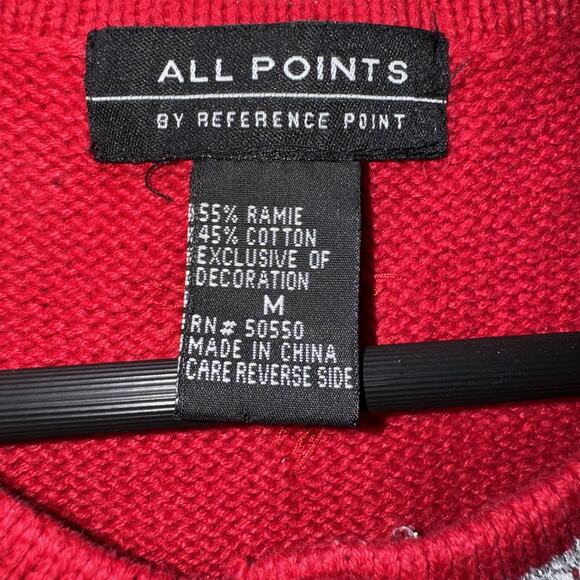 ALL POINTS
BY REFERENCE POINT
55% RAMIE
45% COTTON
EXCLUSIVE OF
DECORATION
M
RN# 50550
MADE IN CHINA
CARE REVERSE SIDE